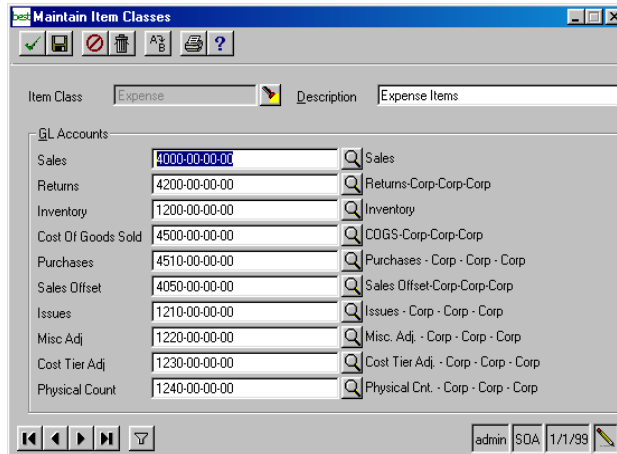 best Maintain Item Classes
Item Class Expense Description Expense Items
GL Accounts
Sales 4000-00-00-00 Sales
Returns 4200-00-00-00 Returns-Corp-Corp-Corp
Inventory 1200-00-00-00 Inventory
Cost Of Goods Sold 4500-00-00-00 COGS-Corp-Corp-Corp
Purchases 4510-00-00-00 Purchases - Corp - Corp - Corp
Sales Offset 4050-00-00-00 Sales Offset-Corp-Corp-Corp
Issues 1210-00-00-00 Issues - Corp - Corp - Corp
Misc Adj 1220-00-00-00 Misc. Adj. - Corp - Corp - Corp
Cost Tier Adj 1230-00-00-00 Cost Tier Adj. - Corp - Corp - Corp
Physical Count 1240-00-00-00 Physical Cnt. - Corp - Corp - Corp
admin SOA 1/1/99